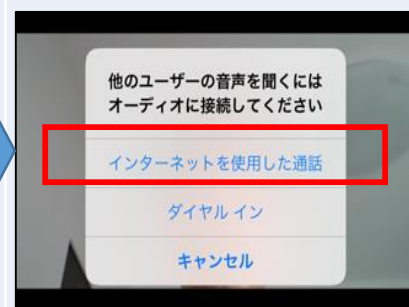 他のユーザーの音声を聞くには
オーディオに接続してください
インターネットを使用した通話
ダイヤル イン
キャンセル